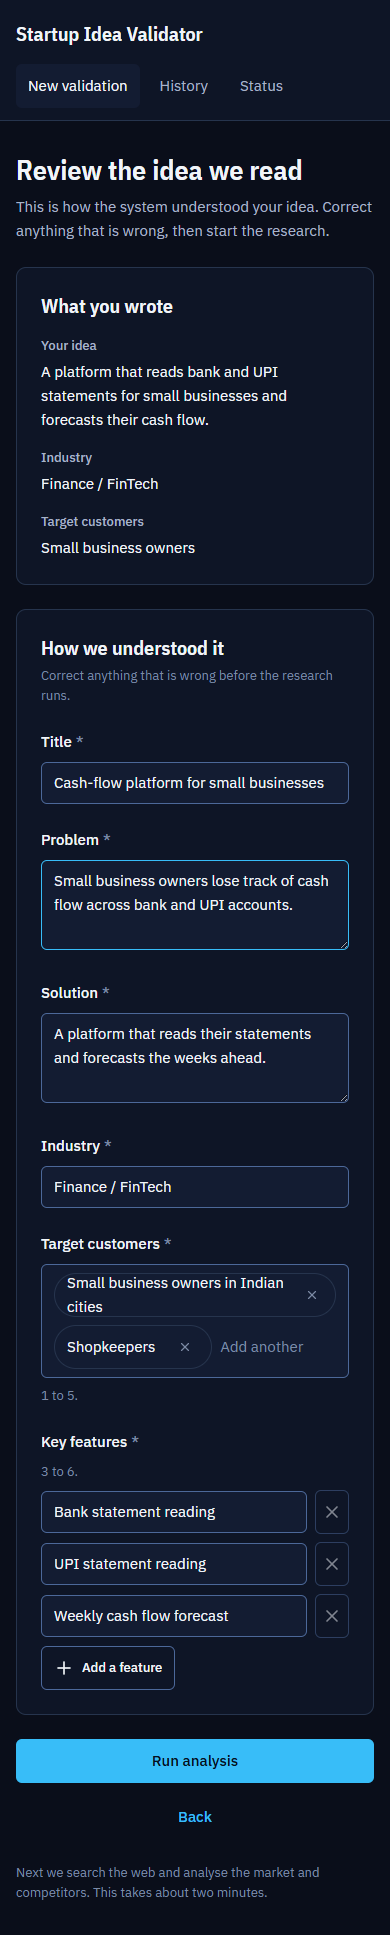 Startup Idea Validator
New validation
History
Status
Review the idea we read
This is how the system understood your idea. Correct
anything that is wrong, then start the research.
What you wrote
Your idea
A platform that reads bank and UPI
statements for small businesses and
forecasts their cash flow.
Industry
Finance / FinTech
Target customers
Small business owners
How we understood it
Correct anything that is wrong before the research
runs.
Title *
Cash-flow platform for small businesses
Problem *
Small business owners lose track of cash
flow across bank and UPI accounts.
Solution *
A platform that reads their statements
and forecasts the weeks ahead.
Industry *
Finance / FinTech
Target customers *
Small business owners in Indian
cities
Shopkeepers
Add another
1 to 5.
Key features *
3 to 6.
Bank statement reading
UPI statement reading
Weekly cash flow forecast
Add a feature
Run analysis
Back
Next we search the web and analyse the market and
competitors. This takes about two minutes.